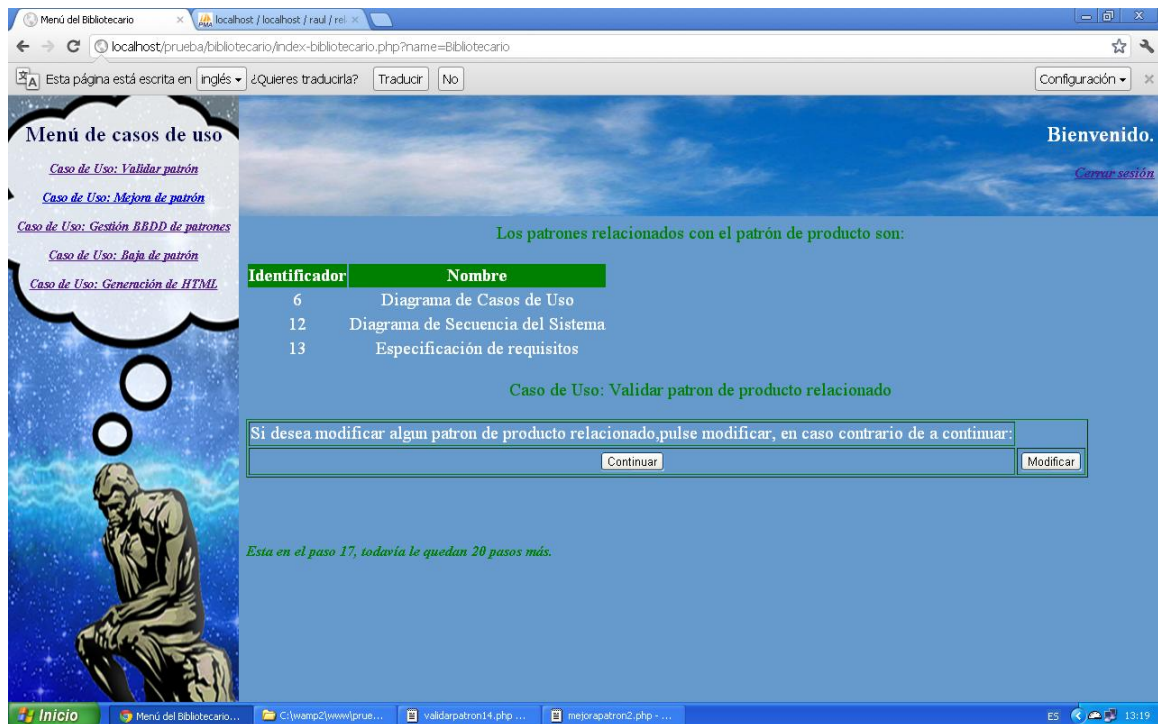 Menú del Bibliotecario
localhost / localhost / raul / rel
localhost/prueba/bibliotecario/index-bibliotecario.php?name=Bibliotecario
Esta página está escrita en inglés ¿Quieres traducirla? Traducir No Configuración
Menú de casos de uso
Caso de Uso: Validar patrón
Caso de Uso: Mejora de patrón
Caso de Uso: Gestión BBDD de patrones
Caso de Uso: Baja de patrón
Caso de Uso: Generación de HTML
Bienvenido.
Cerrar sesión
Los patrones relacionados con el patrón de producto son:
Identificador Nombre
6 Diagrama de Casos de Uso
12 Diagrama de Secuencia del Sistema
13 Especificación de requisitos
Caso de Uso: Validar patron de producto relacionado
Si desea modificar algun patron de producto relacionado,pulse modificar, en caso contrario de a continuar:
Continuar Modificar
Esta en el paso 17, todavía le quedan 20 pasos más.
Inicio Menú del Bibliotecario... C:\wamp2\www\prue... validarpatron14.php ... mejorapatron2.php - ... ES 13:19